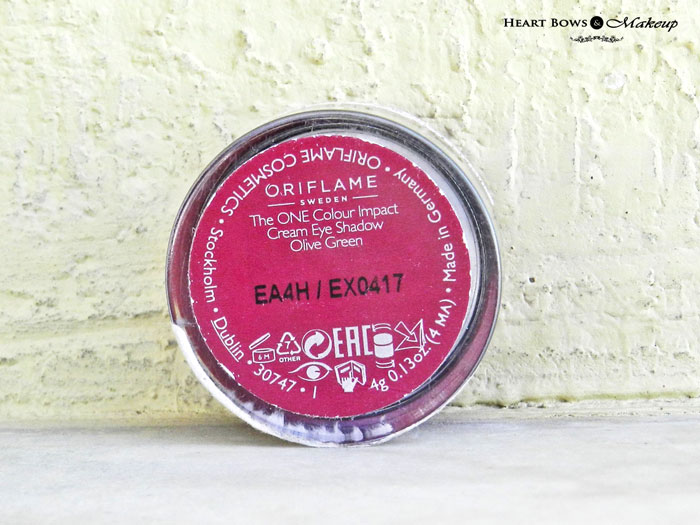 HEART BOWS & Makeup
ORIFLAME
SWEDEN
The ONE Colour Impact
Cream Eye Shadow
Olive Green
EA4H / EX0417
6 M
7
OTHER
EAC
ORIFLAME COSMETICS • Stockholm • Dublin • 30747 • I
4g 0.13oz. (4 MA) • Made in Germany •